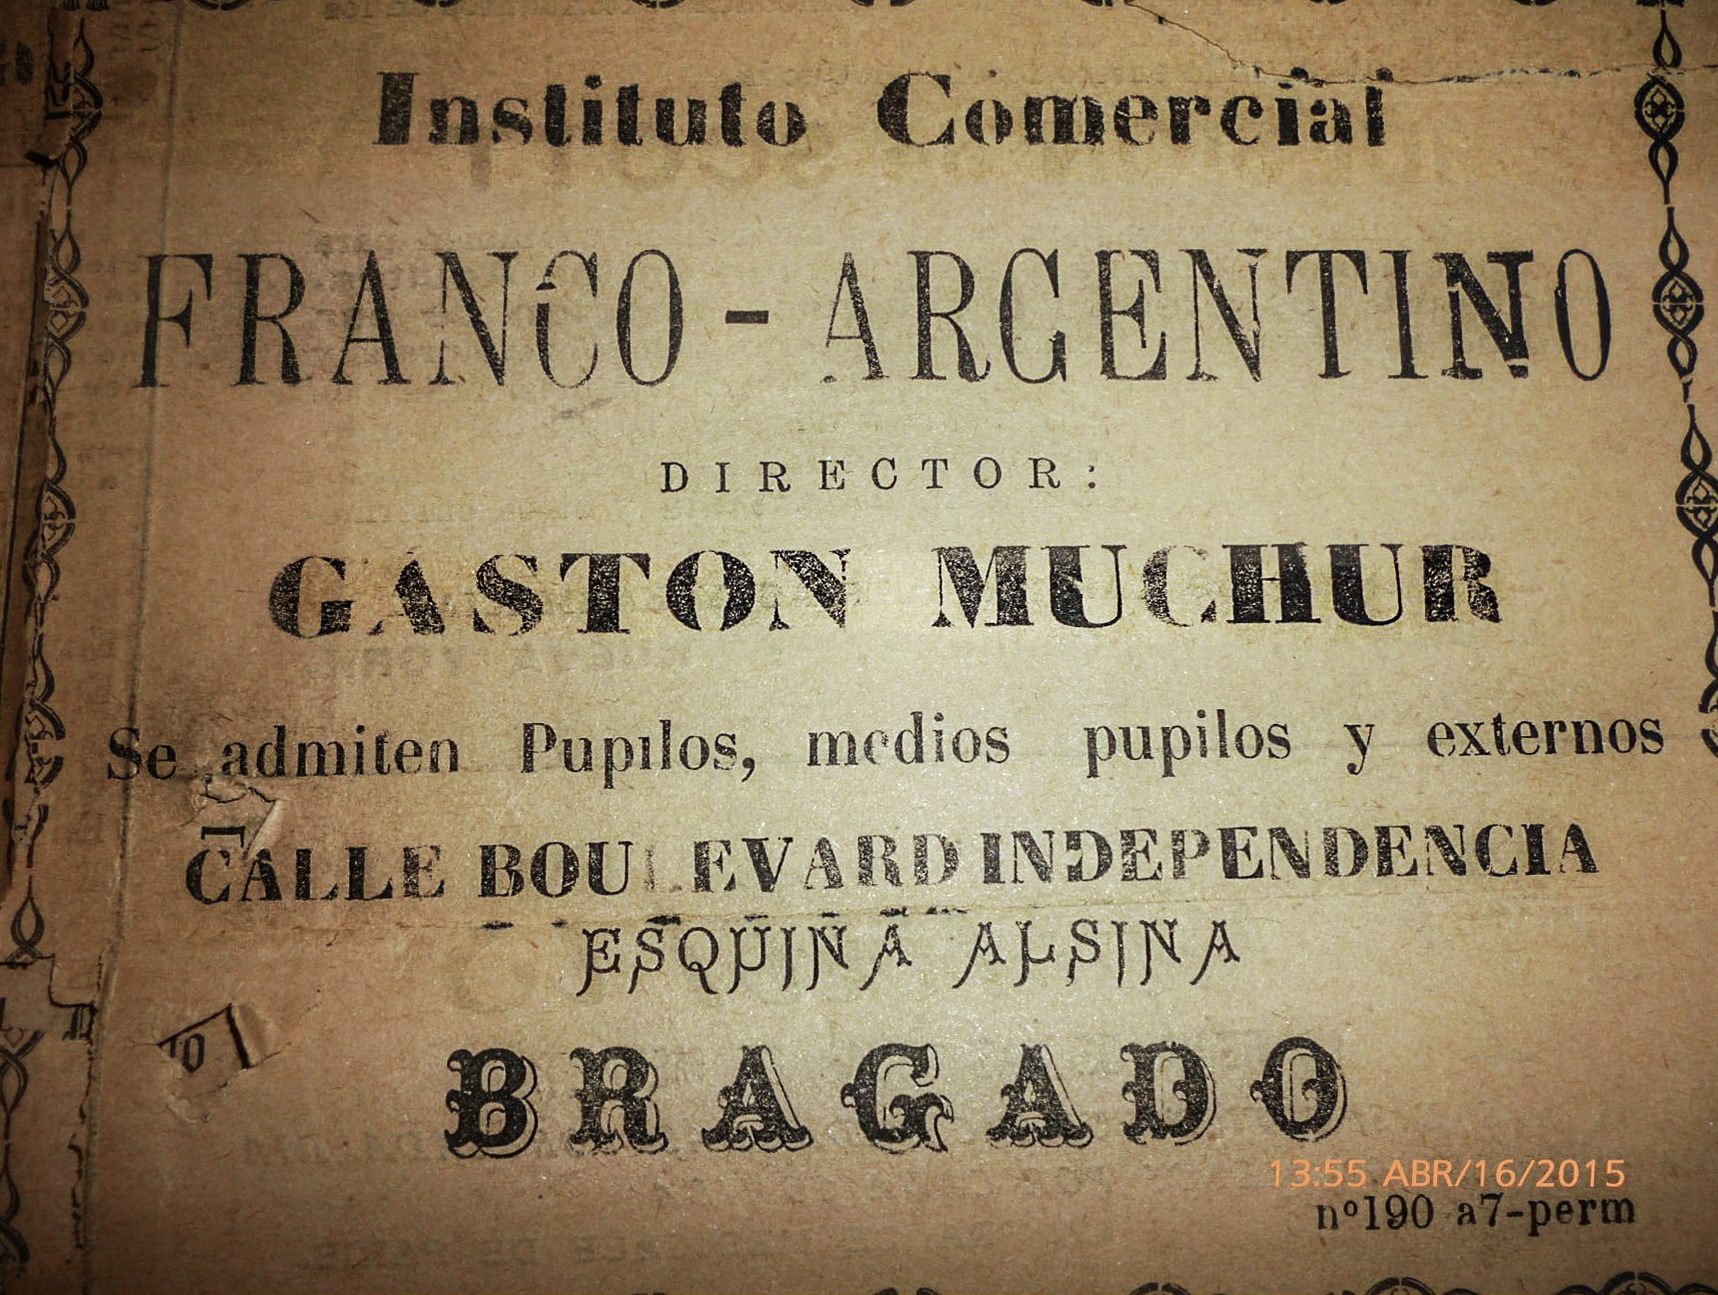 Instituto Comercial
FRANCO - ARGENTINO
DIRECTOR:
GASTON MUCHUR
Se admiten Pupilos, medios pupilos y externos
CALLE BOULEVARD INDEPENDENCIA
ESQUINA ALSINA
BRAGADO
13:55 ABR/16/2015
nº190 a7-perm